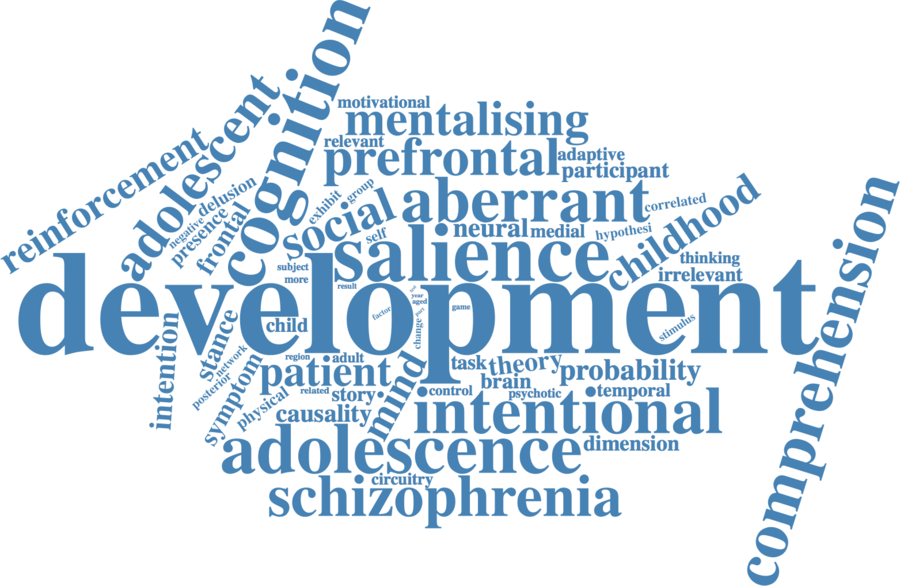 motivational
mentalising
relevant
prefrontal
adaptive
participant
cognition
adolescent
reinforcement
delusion
negative
presence
frontal
exhibit
group
social
self
aberrant
correlated
neural
medial
hypothesi
childhood
salience
thinking
irrelevant
subject
more
result
development
year
aged
game
factor
part
change
stimulus
comprehension
child
intention
stance
network
posterior
symptom
physical
region
adult
patient
related
story
causality
mind
task
theory
brain
probability
control
psychotic
temporal
intentional
dimension
adolescence
circuitry
schizophrenia